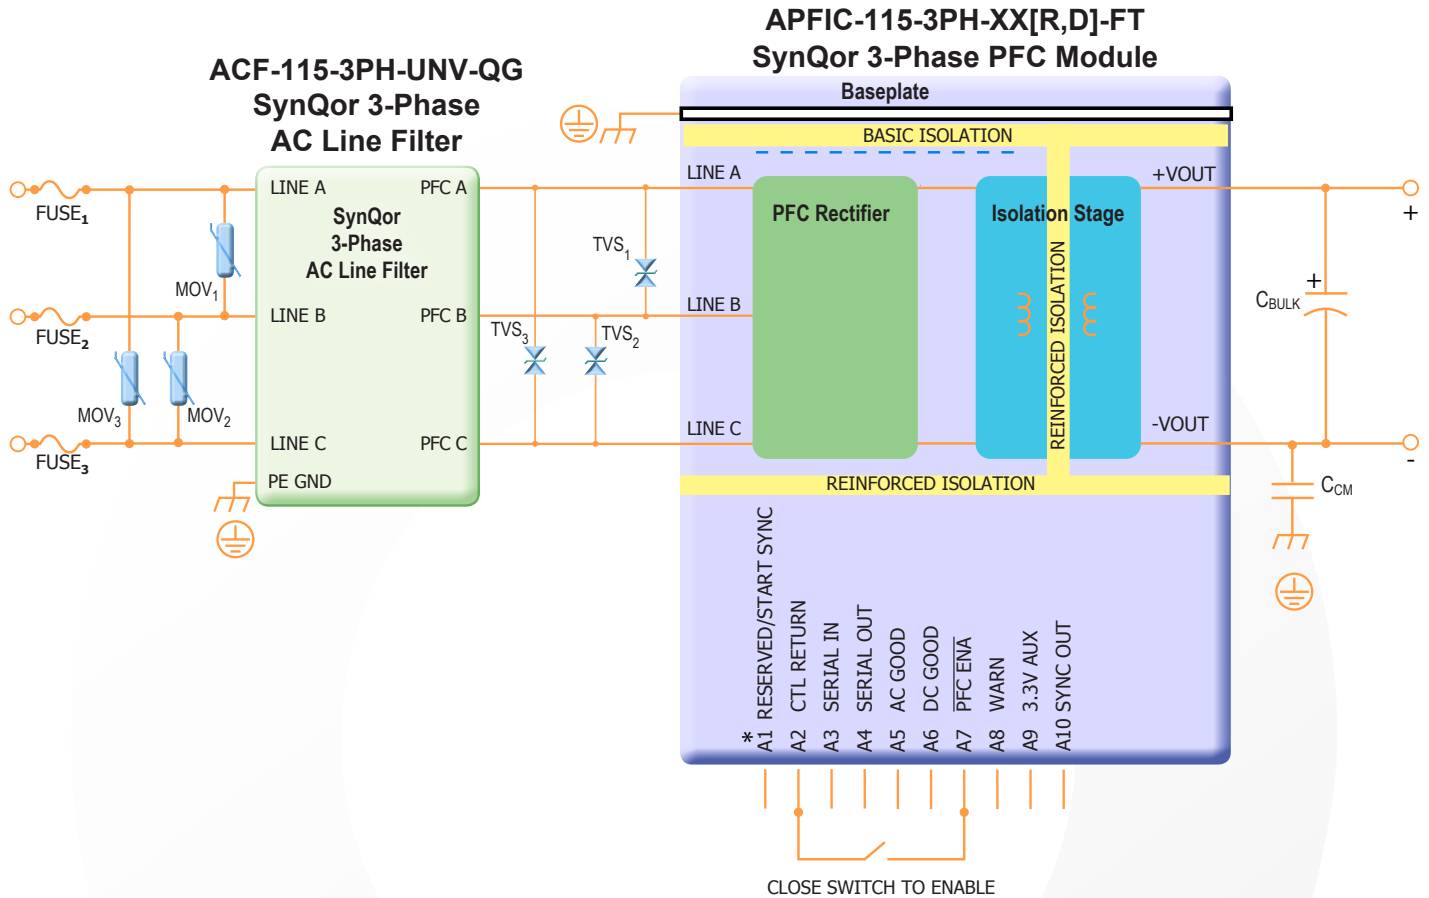 APFIC-115-3PH-XX[R,D]-FT
SynQor 3-Phase PFC Module
ACF-115-3PH-UNV-QG
SynQor 3-Phase
AC Line Filter
Baseplate
BASIC ISOLATION
LINE A
PFC A
LINE A
+VOUT
FUSE1
SynQor
3-Phase
AC Line Filter
PFC Rectifier
Isolation Stage
+
TVS1
MOV1
REINFORCED ISOLATION
+
CBULK
LINE B
PFC B
LINE B
FUSE2
TVS3
TVS2
MOV3
MOV2
LINE C
PFC C
LINE C
-VOUT
FUSE3
-
PE GND
REINFORCED ISOLATION
CCM
* A1 RESERVED/START SYNC
A2 CTL RETURN
A3 SERIAL IN
A4 SERIAL OUT
A5 AC GOOD
A6 DC GOOD
A7 PFC ENA
A8 WARN
A9 3.3V AUX
A10 SYNC OUT
CLOSE SWITCH TO ENABLE